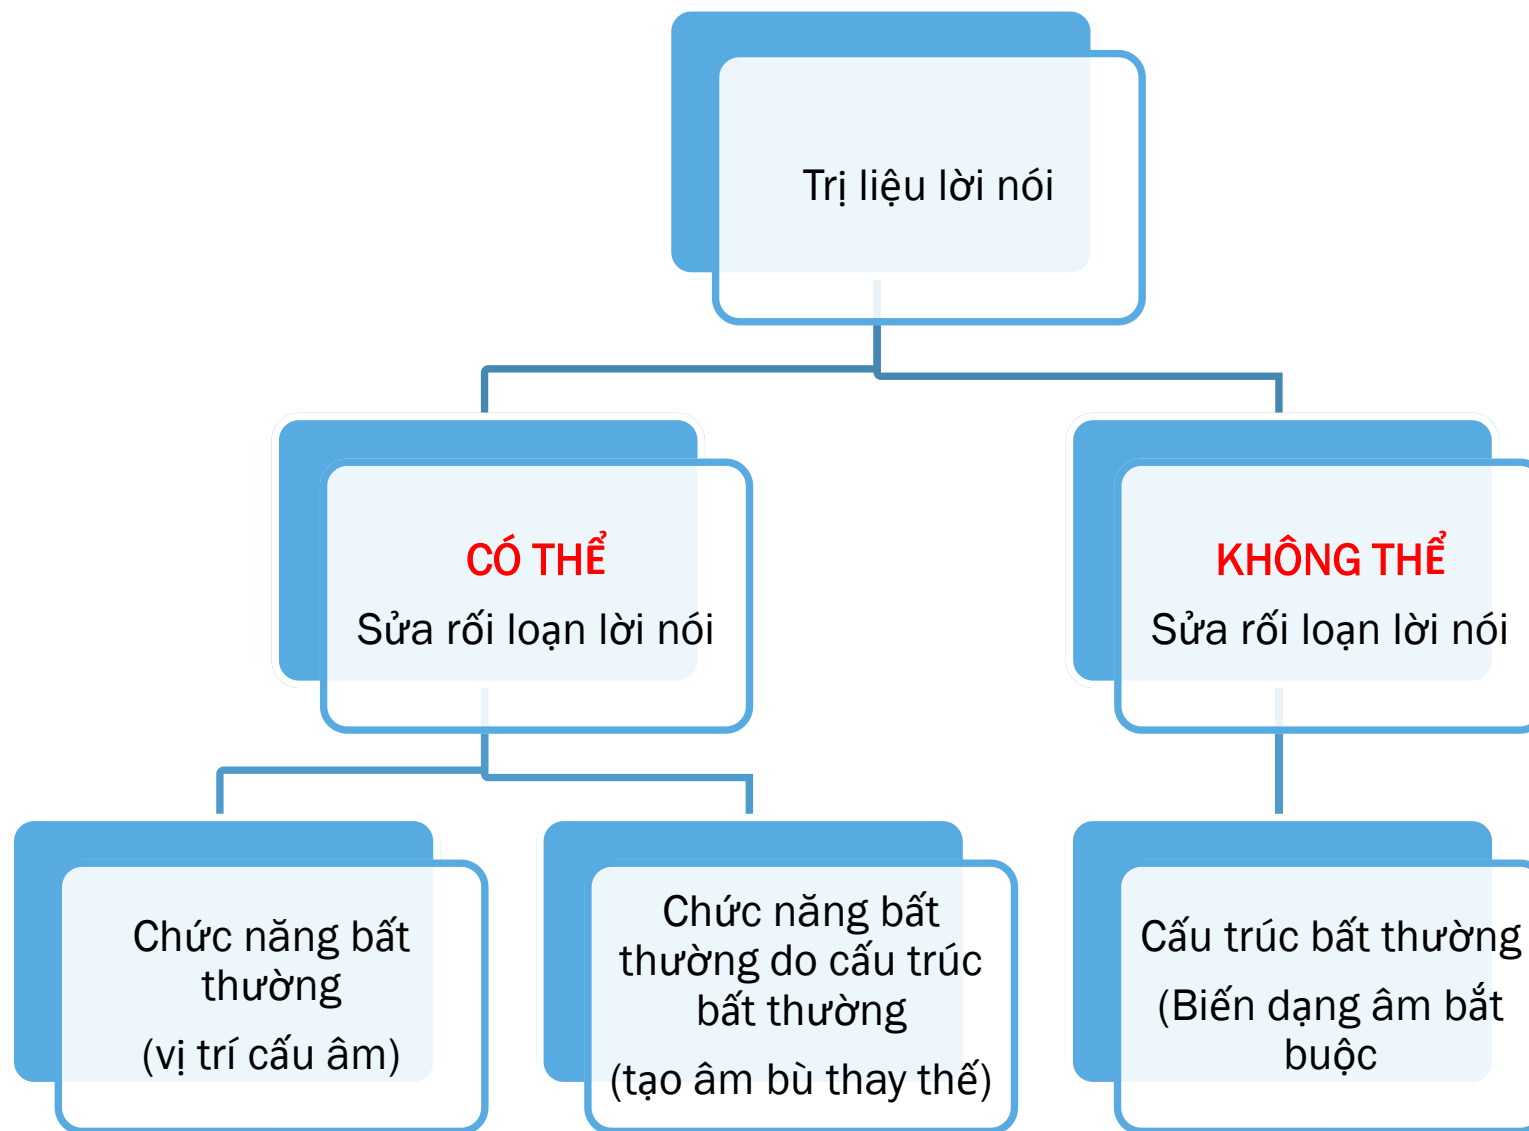 Trị liệu lời nói
CÓ THỂ
Sửa rối loạn lời nói
KHÔNG THỂ
Sửa rối loạn lời nói
Chức năng bất
thường
(vị trí cấu âm)
Chức năng bất
thường do cấu trúc
bất thường
(tạo âm bù thay thế)
Cấu trúc bất thường
(Biến dạng âm bắt
buộc